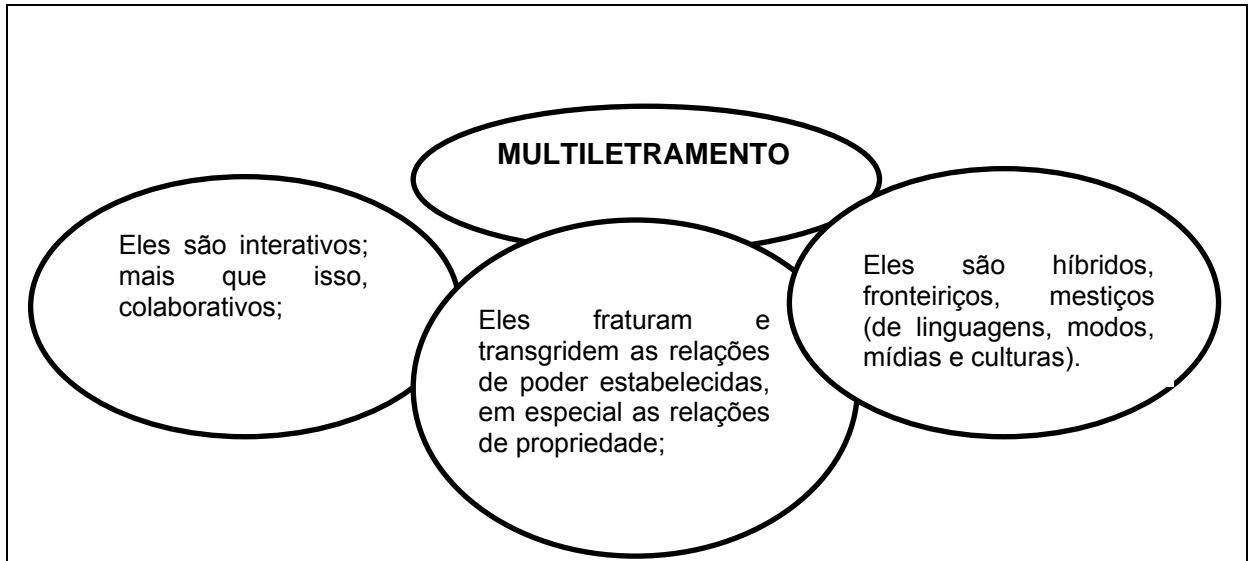 MULTILETRAMENTO
Eles são interativos;
mais que isso,
colaborativos;
Eles fraturam e
transgridem as relações
de poder estabelecidas,
em especial as relações
de propriedade;
Eles são híbridos,
fronteiriços, mestiços
(de linguagens, modos,
mídias e culturas).